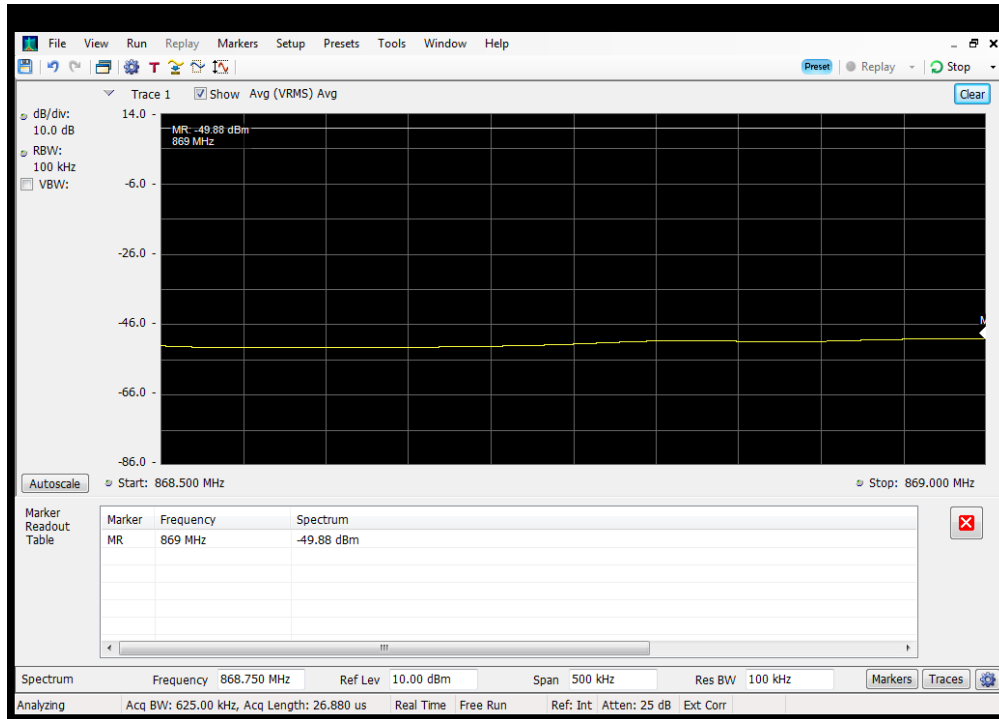 File View Run Replay Markers Setup Presets Tools Window Help
T Preset Replay Stop
Trace 1 Show Avg (VRMS) Avg Clear
dB/div:
10.0 dB
RBW:
100 kHz
VBW:
14.0
-6.0
-26.0
-46.0
-66.0
-86.0
MR: -49.88 dBm
869 MHz
M
Autoscale Start: 868.500 MHz Stop: 869.000 MHz
Marker
Readout
Table
Marker Frequency Spectrum
MR 869 MHz -49.88 dBm
Spectrum Frequency 868.750 MHz Ref Lev 10.00 dBm Span 500 kHz Res BW 100 kHz Markers Traces
Analyzing Acq BW: 625.00 kHz, Acq Length: 26.880 us Real Time Free Run Ref: Int Atten: 25 dB Ext Corr